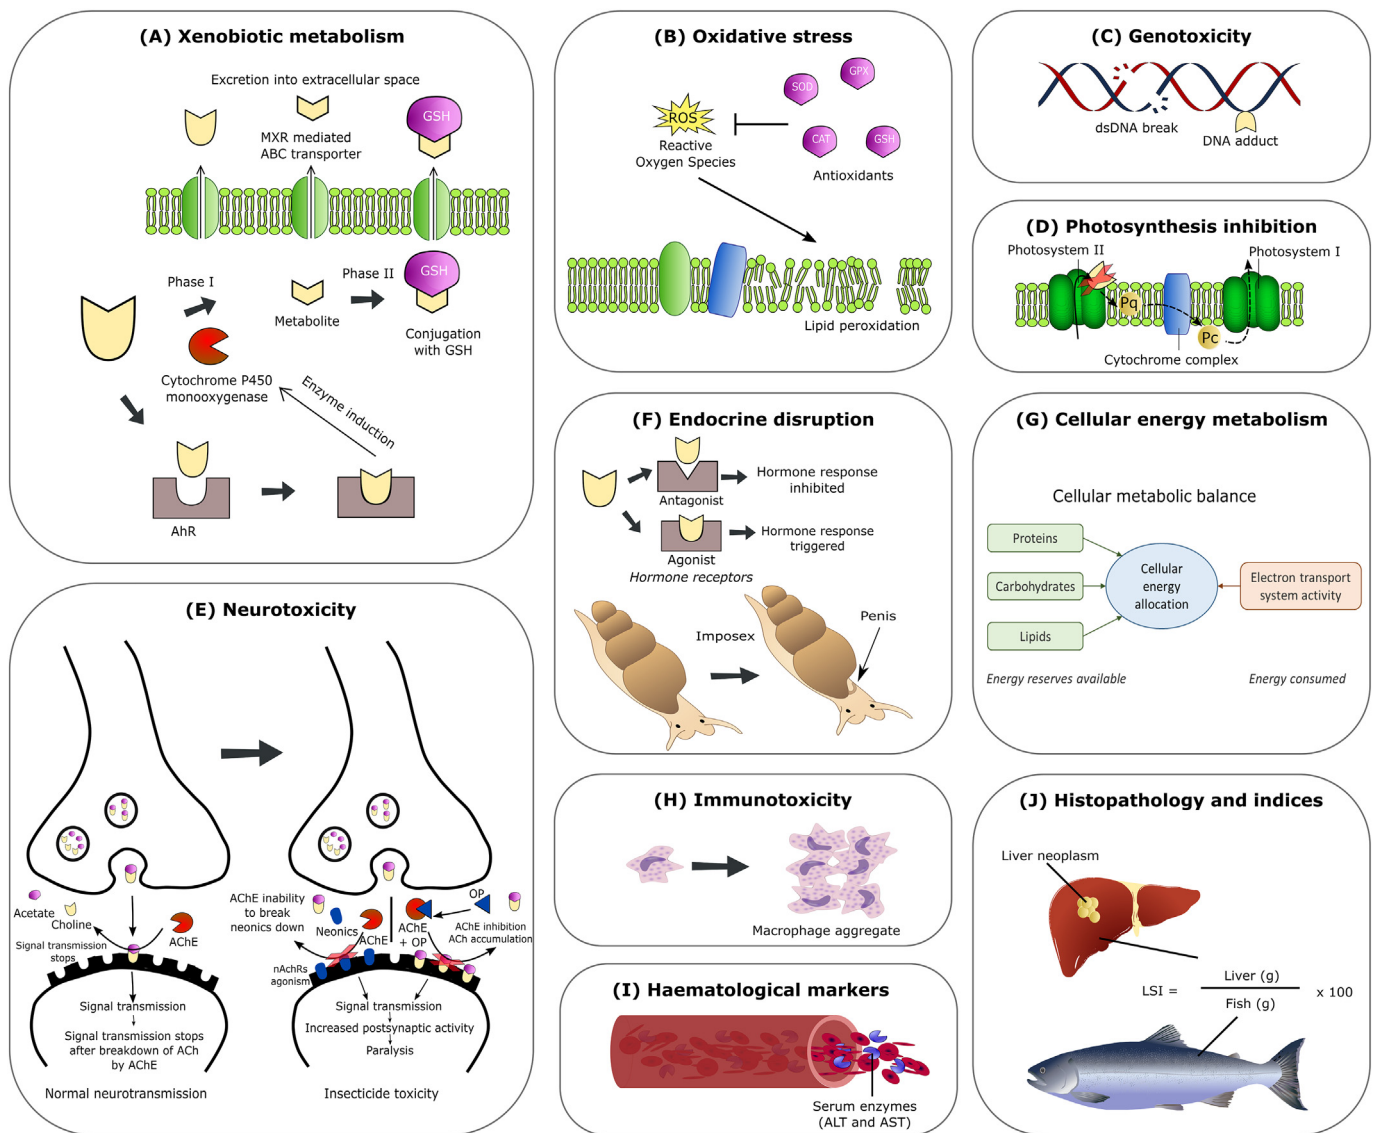 (A) Xenobiotic metabolism
Excretion into extracellular space
MXR mediated
ABC transporter
GSH
Phase I
Phase II
GSH
Metabolite
Conjugation
with GSH
Cytochrome P450
monooxygenase
Enzyme induction
AhR
(B) Oxidative stress
SOD
GPX
ROS
CAT
GSH
Reactive
Oxygen Species
Antioxidants
Lipid peroxidation
(C) Genotoxicity
dsDNA break
DNA adduct
(D) Photosynthesis inhibition
Photosystem II
Photosystem I
Pq
Pc
Cytochrome complex
(E) Neurotoxicity
Acetate
Choline
AChE
Signal transmission
stops
Signal transmission
Signal transmission stops
after breakdown of ACh
by AChE
Normal neurotransmission
AChE inability
to break
neonics down
Neonics
AChE
AChE
+ OP
OP
AChE inhibition
ACh accumulation
nAchRs
agonism
Signal transmission
Increased postsynaptic activity
Paralysis
Insecticide toxicity
(F) Endocrine disruption
Antagonist
Hormone response
inhibited
Agonist
Hormone response
triggered
Hormone receptors
Imposex
Penis
(G) Cellular energy metabolism
Cellular metabolic balance
Proteins
Carbohydrates
Lipids
Cellular
energy
allocation
Electron transport
system activity
Energy reserves available
Energy consumed
(H) Immunotoxicity
Macrophage aggregate
(I) Haematological markers
Serum enzymes
(ALT and AST)
(J) Histopathology and indices
Liver neoplasm
LSI =
Liver (g)
Fish (g)
x 100